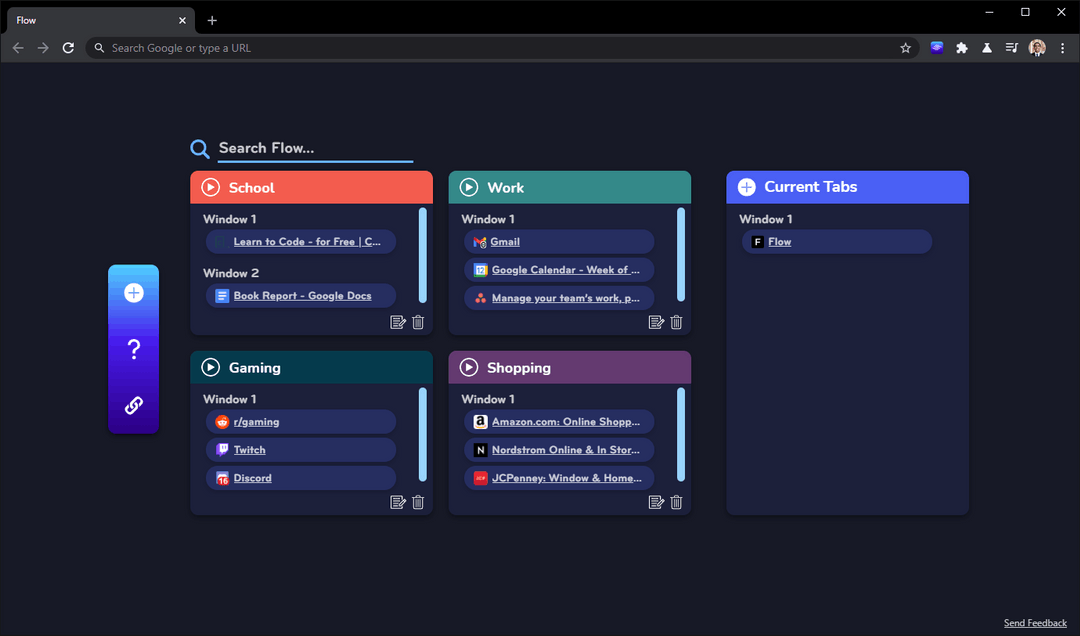 Flow
Search Google or type a URL
Search Flow...
School
Window 1
Learn to Code - for Free | C...
Window 2
Book Report - Google Docs
Work
Window 1
Gmail
12
Google Calendar - Week of ...
Manage your team's work, p...
Current Tabs
Window 1
F
Flow
?
Gaming
Window 1
r/gaming
Twitch
16
Discord
Shopping
Window 1
a
Amazon.com: Online Shopp...
N
Nordstrom Online & In Stor...
JCP
JCPenney: Window & Home...
Send Feedback